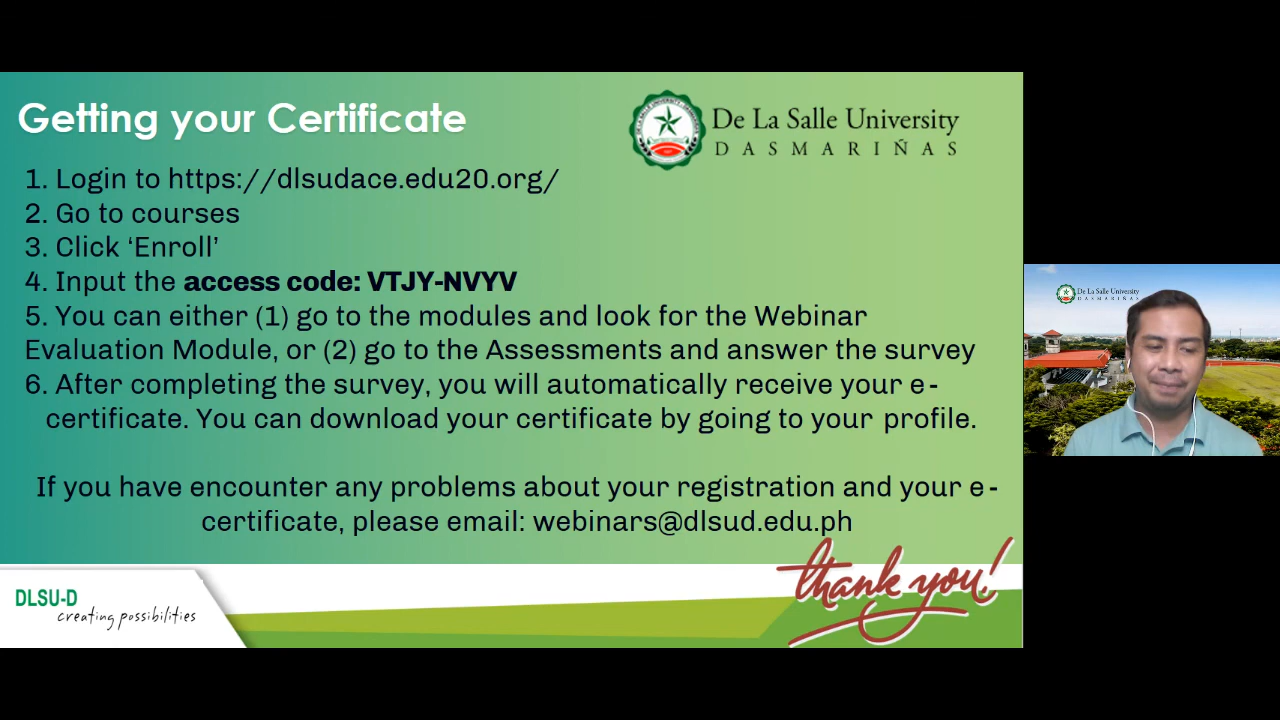 Getting your Certificate
De La Salle University
DASMARIÑAS
1. Login to https://dlsudace.edu20.org/
2. Go to courses
3. Click ‘Enroll’
4. Input the access code: VTJY-NVYV
5. You can either (1) go to the modules and look for the Webinar
Evaluation Module, or (2) go to the Assessments and answer the survey
6. After completing the survey, you will automatically receive your e-
certificate. You can download your certificate by going to your profile.
If you have encounter any problems about your registration and your e-
certificate, please email: webinars@dlsud.edu.ph
thank you!
DLSU-D
creating possibilities
De La Salle University
DASMARIÑAS